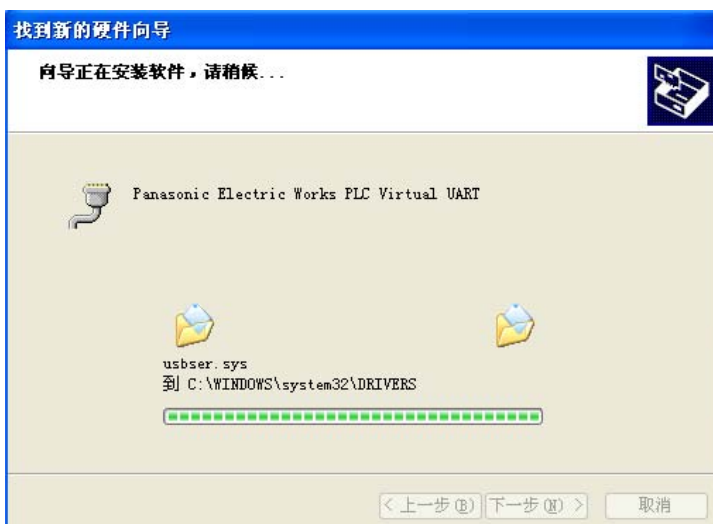 找到新的硬件向导
向导正在安装软件，请稍候...
Panasonic Electric Works PLC Virtual UART
usbser.sys
到 C:\WINDOWS\system32\DRIVERS
< 上一步(B) 下一步(N) > 取消